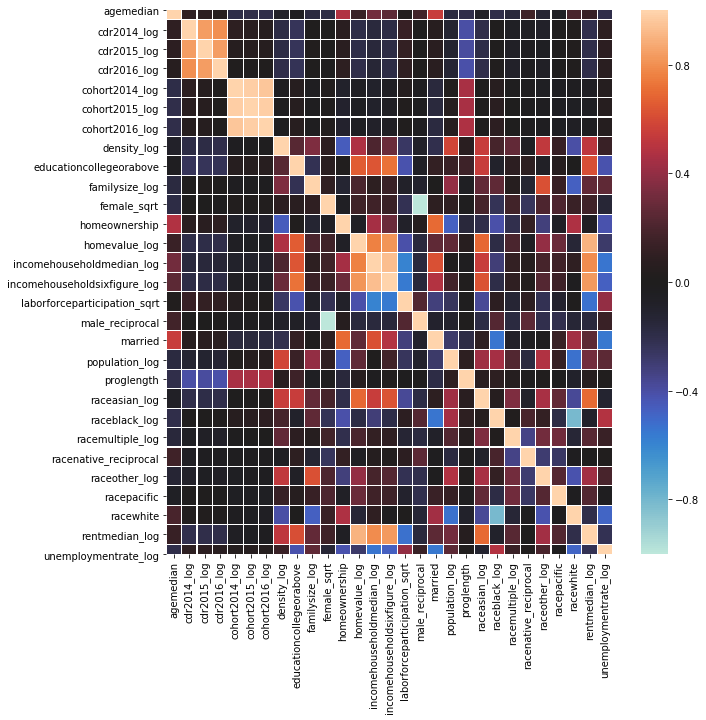 agemedian
cdr2014_log
cdr2015_log
cdr2016_log
cohort2014_log
cohort2015_log
cohort2016_log
density_log
educationcollegeorabove
familysize_log
female_sqrt
homeownership
homevalue_log
incomehouseholdmedian_log
incomehouseholdsixfigure_log
laborforceparticipation_sqrt
male_reciprocal
married
population_log
proglength
raceasian_log
raceblack_log
racemultiple_log
racenative_reciprocal
raceother_log
racepacific
racewhite
rentmedian_log
unemploymentrate_log
agemedian
cdr2014_log
cdr2015_log
cdr2016_log
cohort2014_log
cohort2015_log
cohort2016_log
density_log
educationcollegeorabove
familysize_log
female_sqrt
homeownership
homevalue_log
incomehouseholdmedian_log
incomehouseholdsixfigure_log
laborforceparticipation_sqrt
male_reciprocal
married
population_log
proglength
raceasian_log
raceblack_log
racemultiple_log
racenative_reciprocal
raceother_log
racepacific
racewhite
rentmedian_log
unemploymentrate_log
0.8
0.4
0.0
−0.4
−0.8